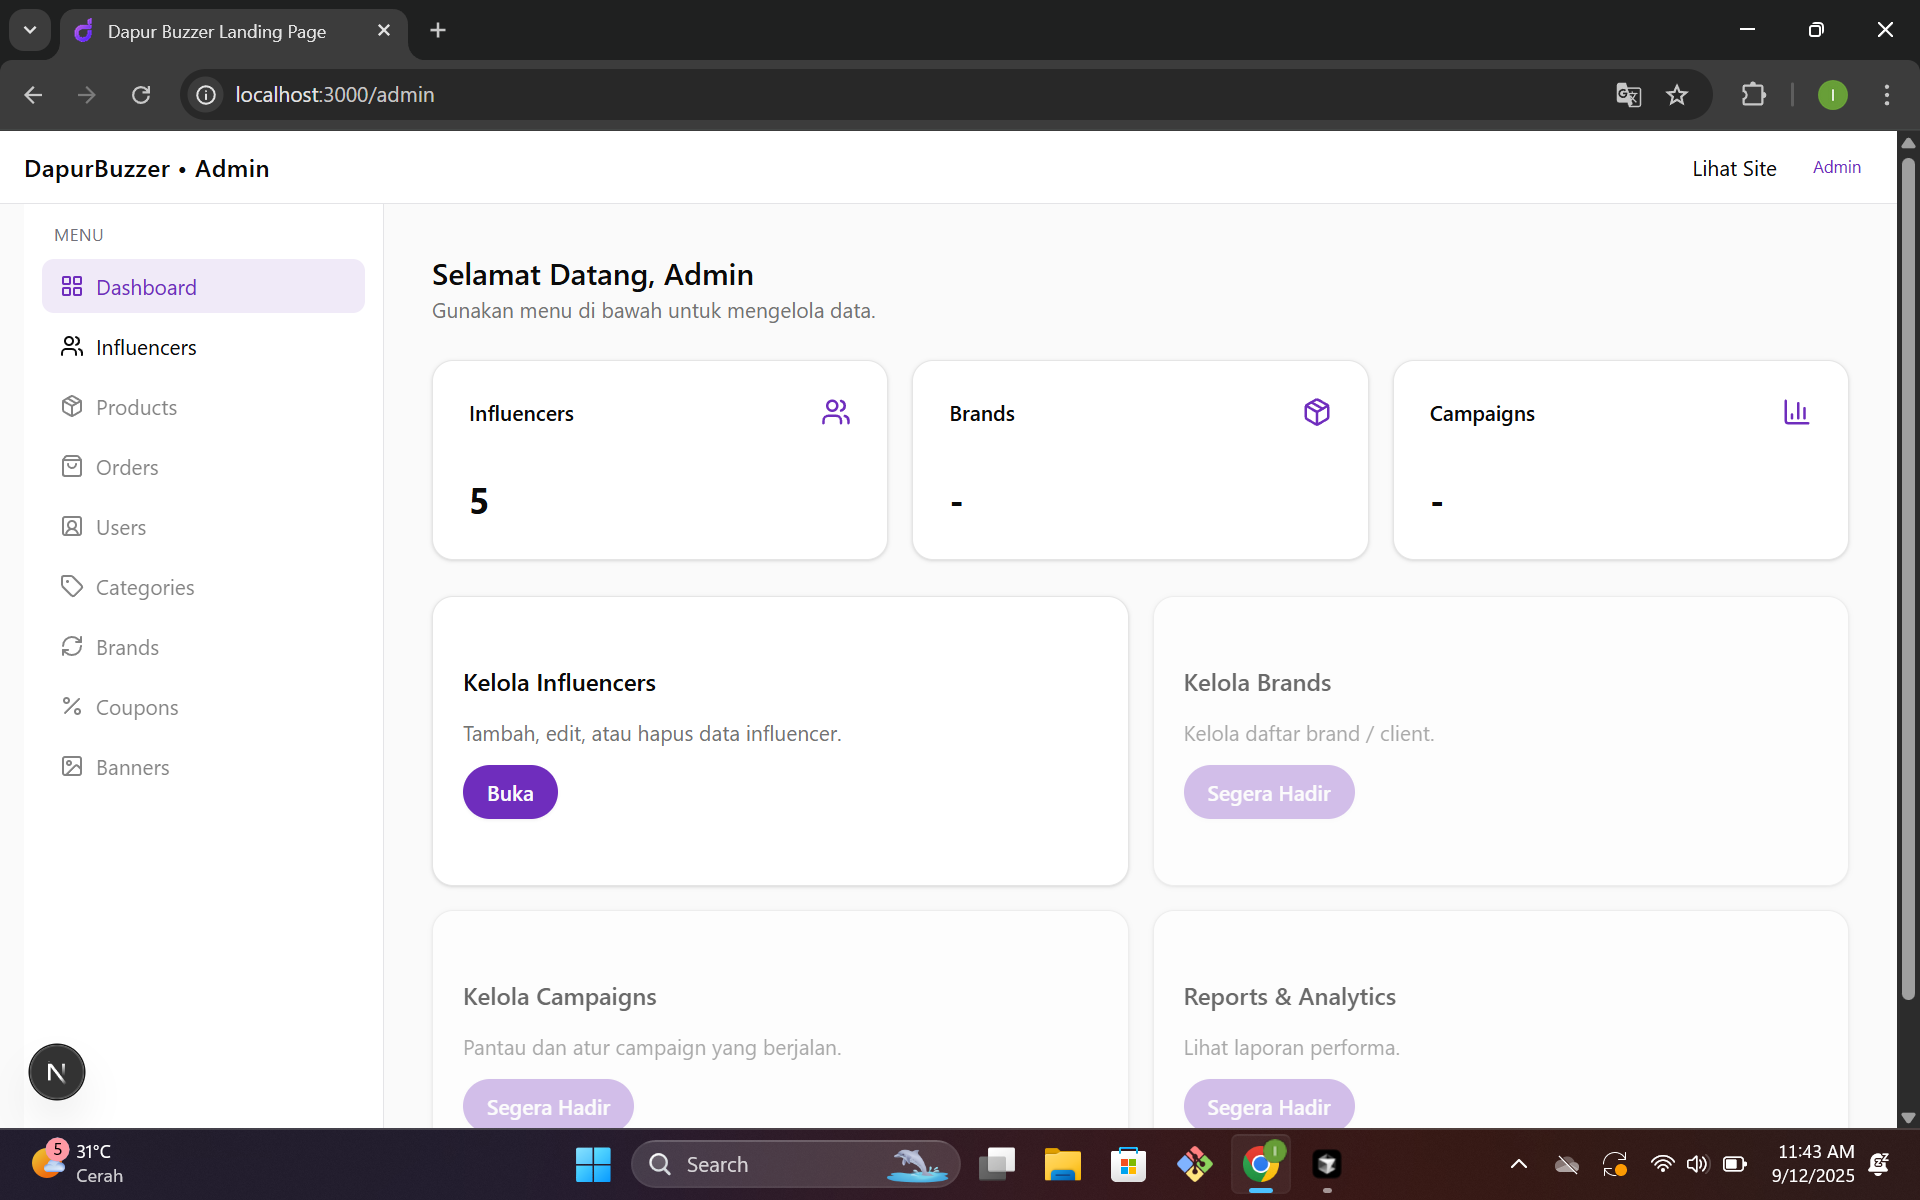 Dapur Buzzer Landing Page
localhost:3000/admin
I
DapurBuzzer • Admin
Lihat Site
Admin
MENU
Dashboard
Influencers
Products
Orders
Users
Categories
Brands
Coupons
Banners
Selamat Datang, Admin
Gunakan menu di bawah untuk mengelola data.
Influencers
5
Brands
-
Campaigns
-
Kelola Influencers
Tambah, edit, atau hapus data influencer.
Buka
Kelola Brands
Kelola daftar brand / client.
Segera Hadir
Kelola Campaigns
Pantau dan atur campaign yang berjalan.
Segera Hadir
Reports & Analytics
Lihat laporan performa.
Segera Hadir
N
5
31°C
Cerah
Search
I
11:43 AM
9/12/2025